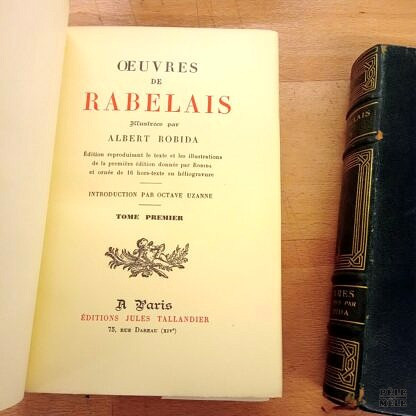 ŒUVRES
DE
RABELAIS
Illustrées par
ALBERT ROBIDA
Édition reproduisant le texte et les illustrations
de la première édition donnée par ROBIDA
et ornée de 16 hors-texte en héliogravure
INTRODUCTION PAR OCTAVE UZANNE
TOME PREMIER
A Paris
ÉDITIONS JULES TALLANDIER
75, RUE DAREAU (XIVe)